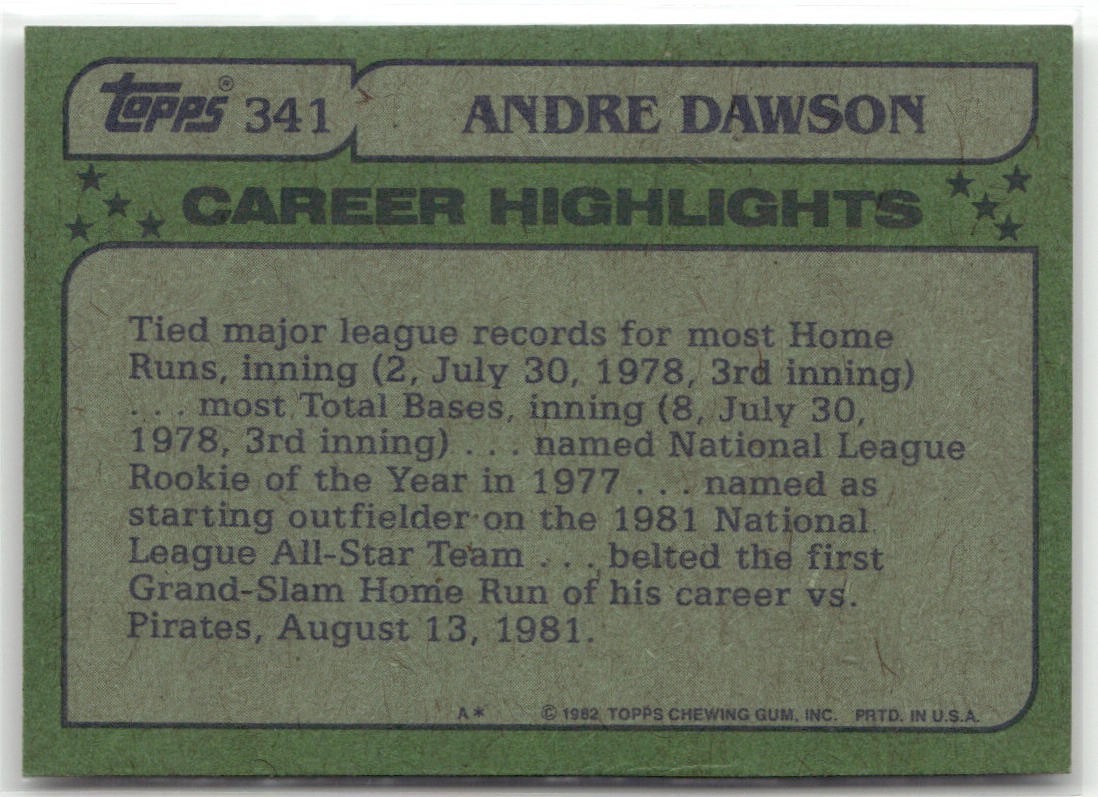 topps® 341
ANDRE DAWSON
CAREER HIGHLIGHTS
Tied major league records for most Home
Runs, inning (2, July 30, 1978, 3rd inning)
. . . most Total Bases, inning (8, July 30,
1978, 3rd inning) . . . named National League
Rookie of the Year in 1977 . . . named as
starting outfielder on the 1981 National
League All-Star Team . . . belted the first
Grand-Slam Home Run of his career vs.
Pirates, August 13, 1981.
A* © 1982 TOPPS CHEWING GUM, INC. PRTD. IN U.S.A.